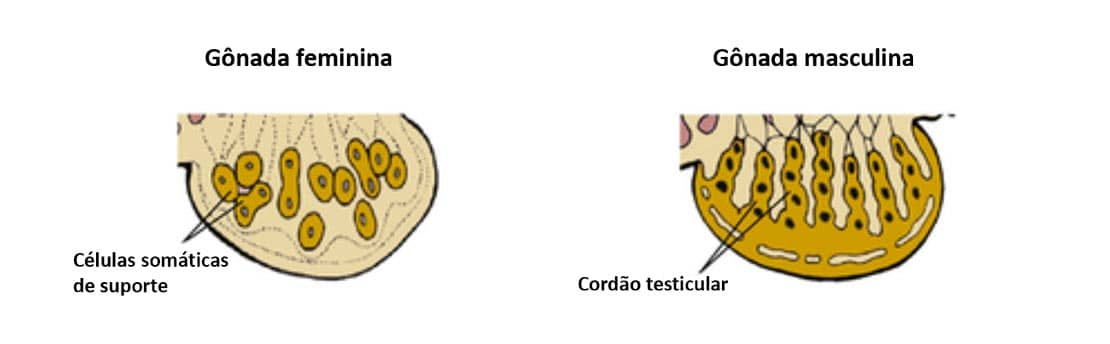 Gônada feminina
Gônada masculina
Células somáticas
de suporte
Cordão testicular